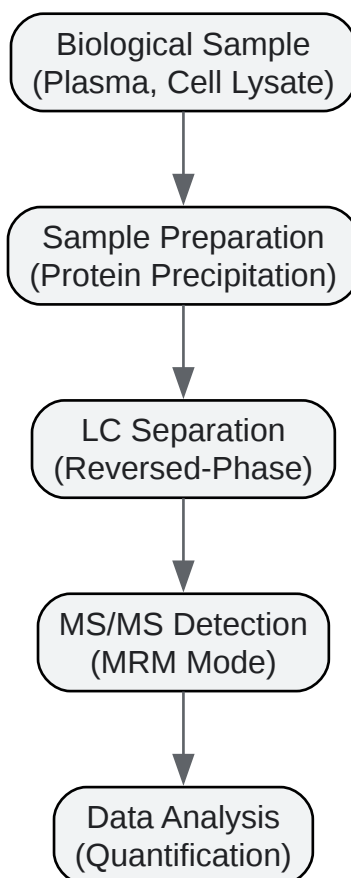 Biological Sample
(Plasma, Cell Lysate)
Sample Preparation
(Protein Precipitation)
LC Separation
(Reversed-Phase)
MS/MS Detection
(MRM Mode)
Data Analysis
(Quantification)